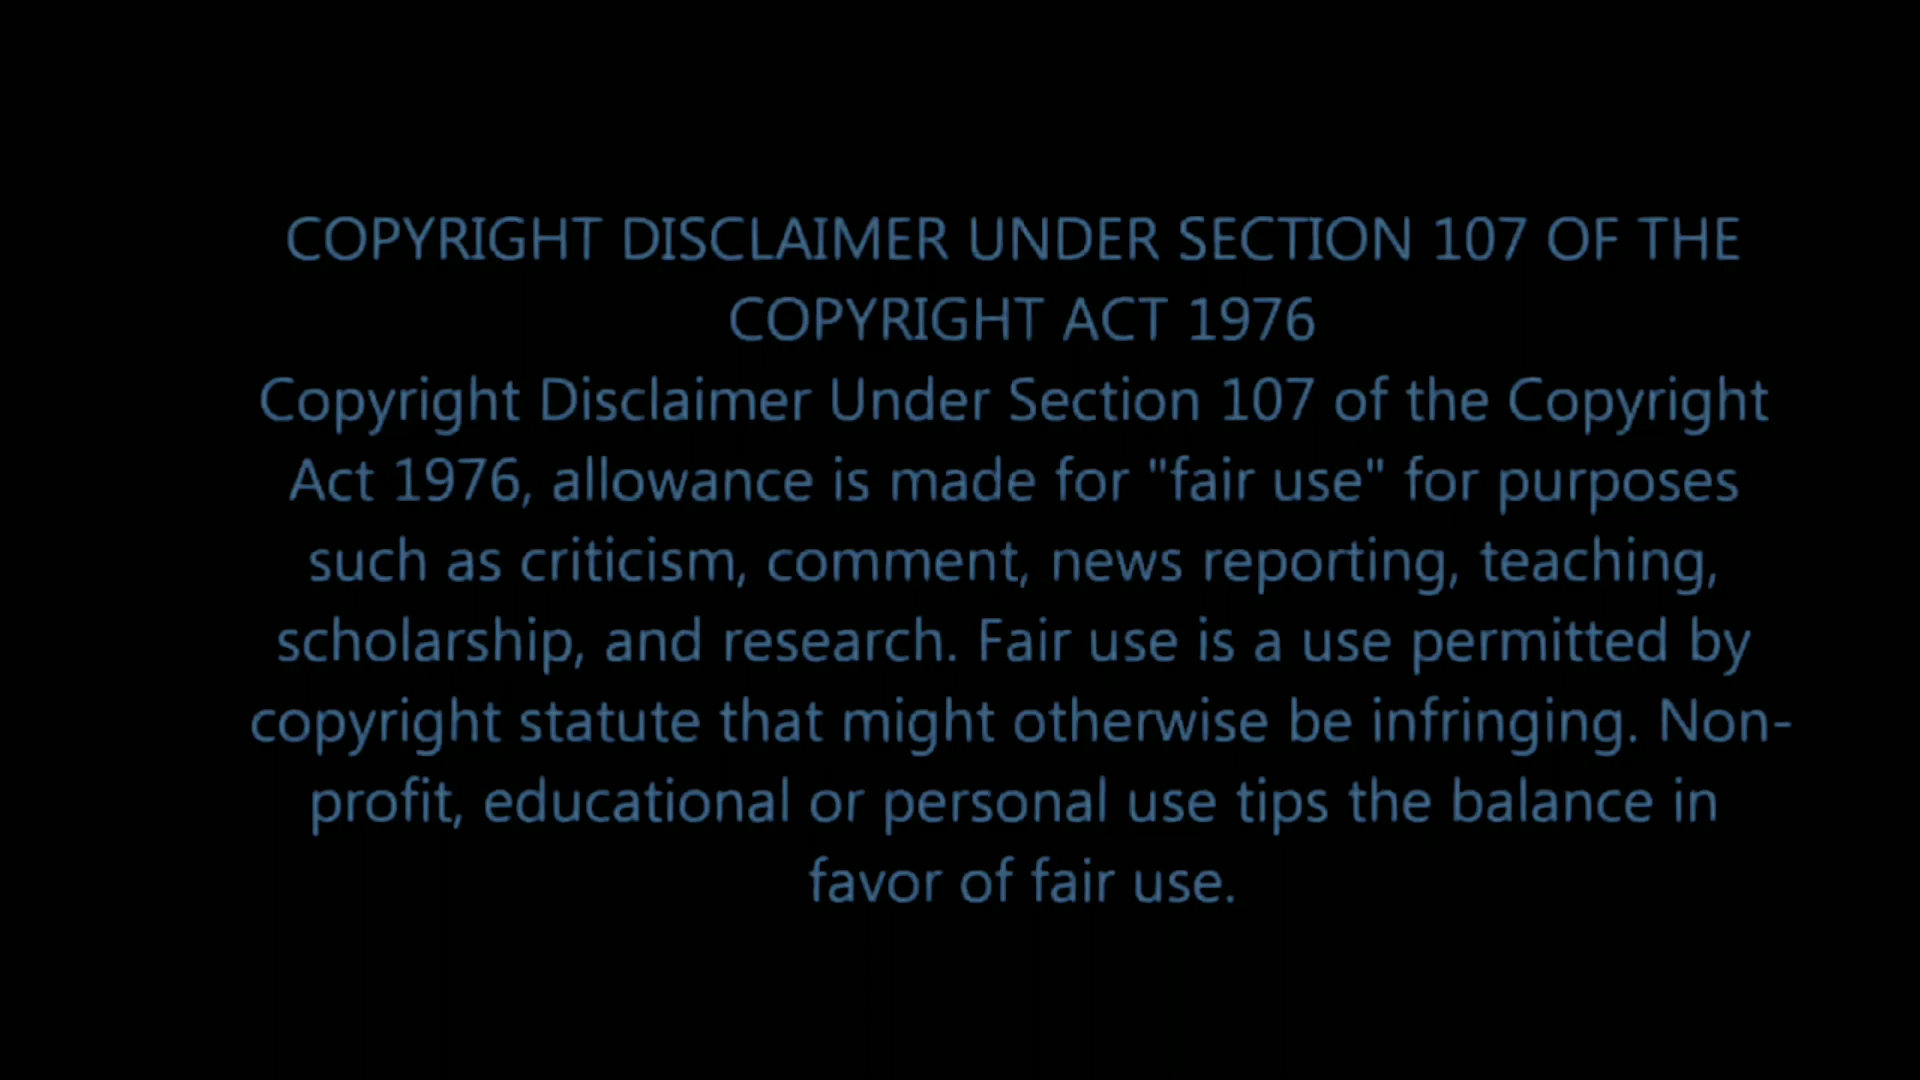 COPYRIGHT DISCLAIMER UNDER SECTION 107 OF THE
COPYRIGHT ACT 1976
Copyright Disclaimer Under Section 107 of the Copyright
Act 1976, allowance is made for "fair use" for purposes
such as criticism, comment, news reporting, teaching,
scholarship, and research. Fair use is a use permitted by
copyright statute that might otherwise be infringing. Non-
profit, educational or personal use tips the balance in
favor of fair use.